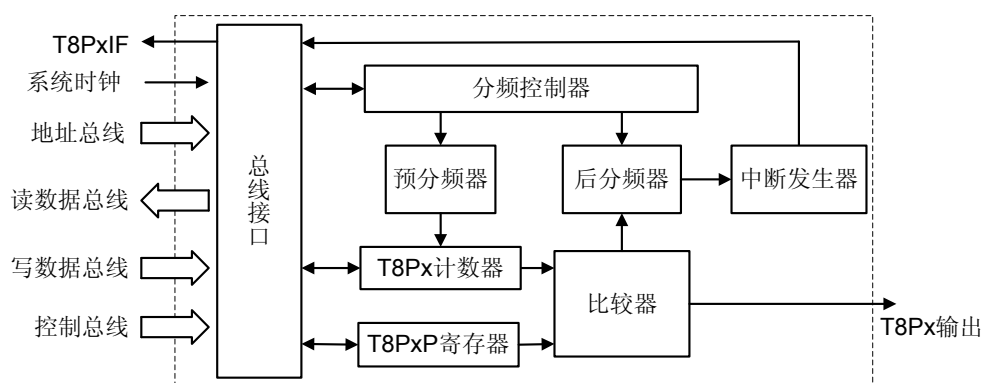 T8PxIF
系统时钟
地址总线
读数据总线
写数据总线
控制总线
总线接口
分频控制器
预分频器
后分频器
中断发生器
T8Px计数器
比较器
T8PxP寄存器
T8Px输出